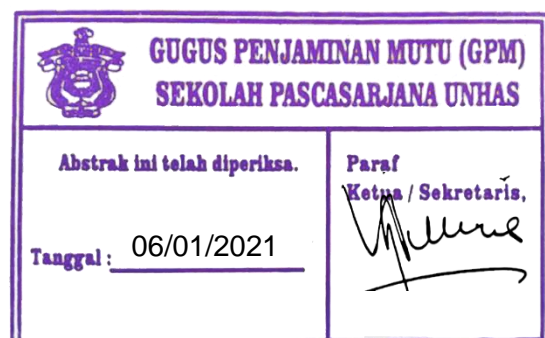 GUGUS PENJAMINAN MUTU (GPM)
SEKOLAH PASCASARJANA UNHAS
Abstrak ini telah diperiksa.
Tanggal : 06/01/2021
Paraf
Ketua / Sekretaris,